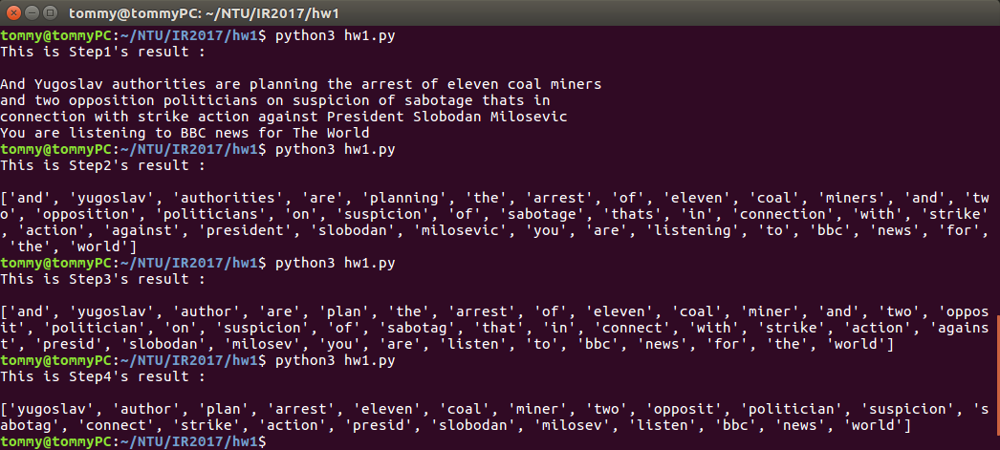 tommy@tommyPC: ~/NTU/IR2017/hw1
tommy@tommyPC:~/NTU/IR2017/hw1$ python3 hw1.py
This is Step1's result :
And Yugoslav authorities are planning the arrest of eleven coal miners
and two opposition politicians on suspicion of sabotage thats in
connection with strike action against President Slobodan Milosevic
You are listening to BBC news for The World
tommy@tommyPC:~/NTU/IR2017/hw1$ python3 hw1.py
This is Step2's result :
['and', 'yugoslav', 'authorities', 'are', 'planning', 'the', 'arrest', 'of', 'eleven', 'coal', 'miners', 'and', 'tw
o', 'opposition', 'politicians', 'on', 'suspicion', 'of', 'sabotage', 'thats', 'in', 'connection', 'with', 'strike'
, 'action', 'against', 'president', 'slobodan', 'milosevic', 'you', 'are', 'listening', 'to', 'bbc', 'news', 'for',
 'the', 'world']
tommy@tommyPC:~/NTU/IR2017/hw1$ python3 hw1.py
This is Step3's result :
['and', 'yugoslav', 'author', 'are', 'plan', 'the', 'arrest', 'of', 'eleven', 'coal', 'miner', 'and', 'two', 'oppos
it', 'politician', 'on', 'suspicion', 'of', 'sabotag', 'that', 'in', 'connect', 'with', 'strike', 'action', 'agains
t', 'presid', 'slobodan', 'milosev', 'you', 'are', 'listen', 'to', 'bbc', 'news', 'for', 'the', 'world']
tommy@tommyPC:~/NTU/IR2017/hw1$ python3 hw1.py
This is Step4's result :
['yugoslav', 'author', 'plan', 'arrest', 'eleven', 'coal', 'miner', 'two', 'opposit', 'politician', 'suspicion', 's
abotag', 'connect', 'strike', 'action', 'presid', 'slobodan', 'milosev', 'listen', 'bbc', 'news', 'world']
tommy@tommyPC:~/NTU/IR2017/hw1$